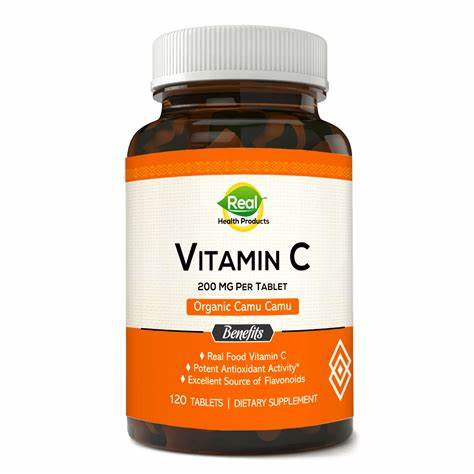 Real
Health Products
VITAMIN C
200 MG PER TABLET
Organic Camu Camu
Benefits
♦ Real Food Vitamin C
♦ Potent Antioxidant Activity*
♦ Excellent Source of Flavonoids
120 TABLETS | DIETARY SUPPLEMENT